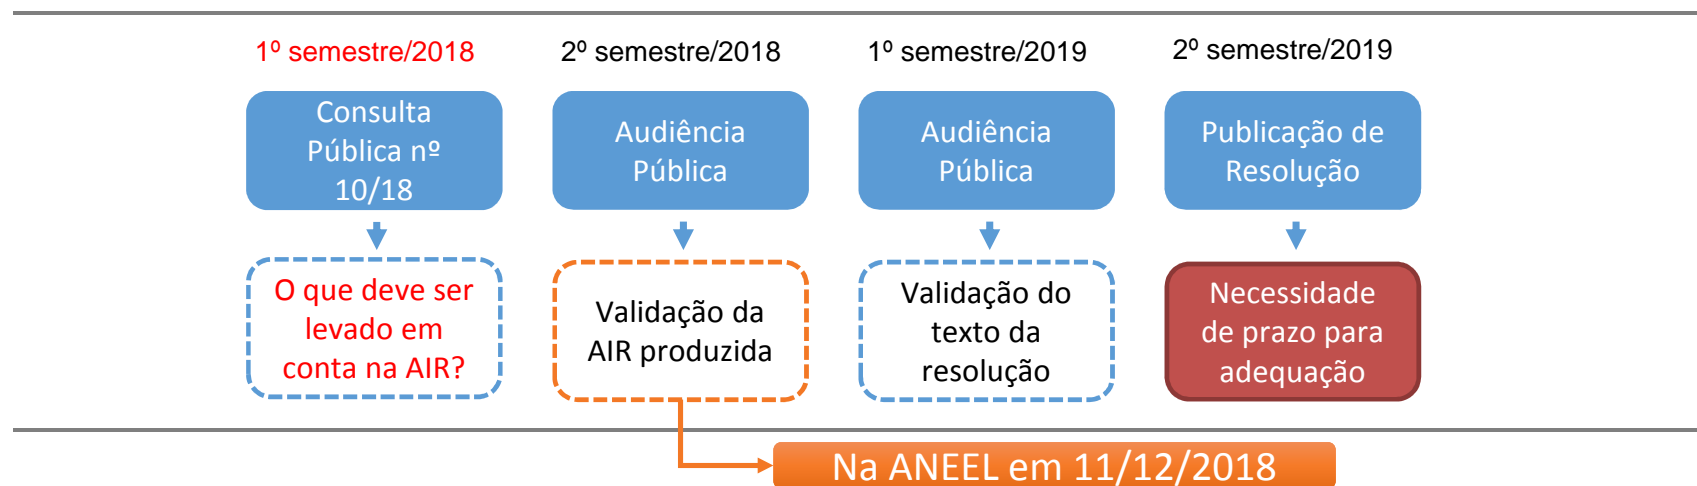 1º semestre/2018
2º semestre/2018
1º semestre/2019
2º semestre/2019
Consulta
Pública nº
10/18
Audiência
Pública
Audiência
Pública
Publicação de
Resolução
O que deve ser
levado em
conta na AIR?
Validação da
AIR produzida
Validação do
texto da
resolução
Necessidade
de prazo para
adequação
Na ANEEL em 11/12/2018